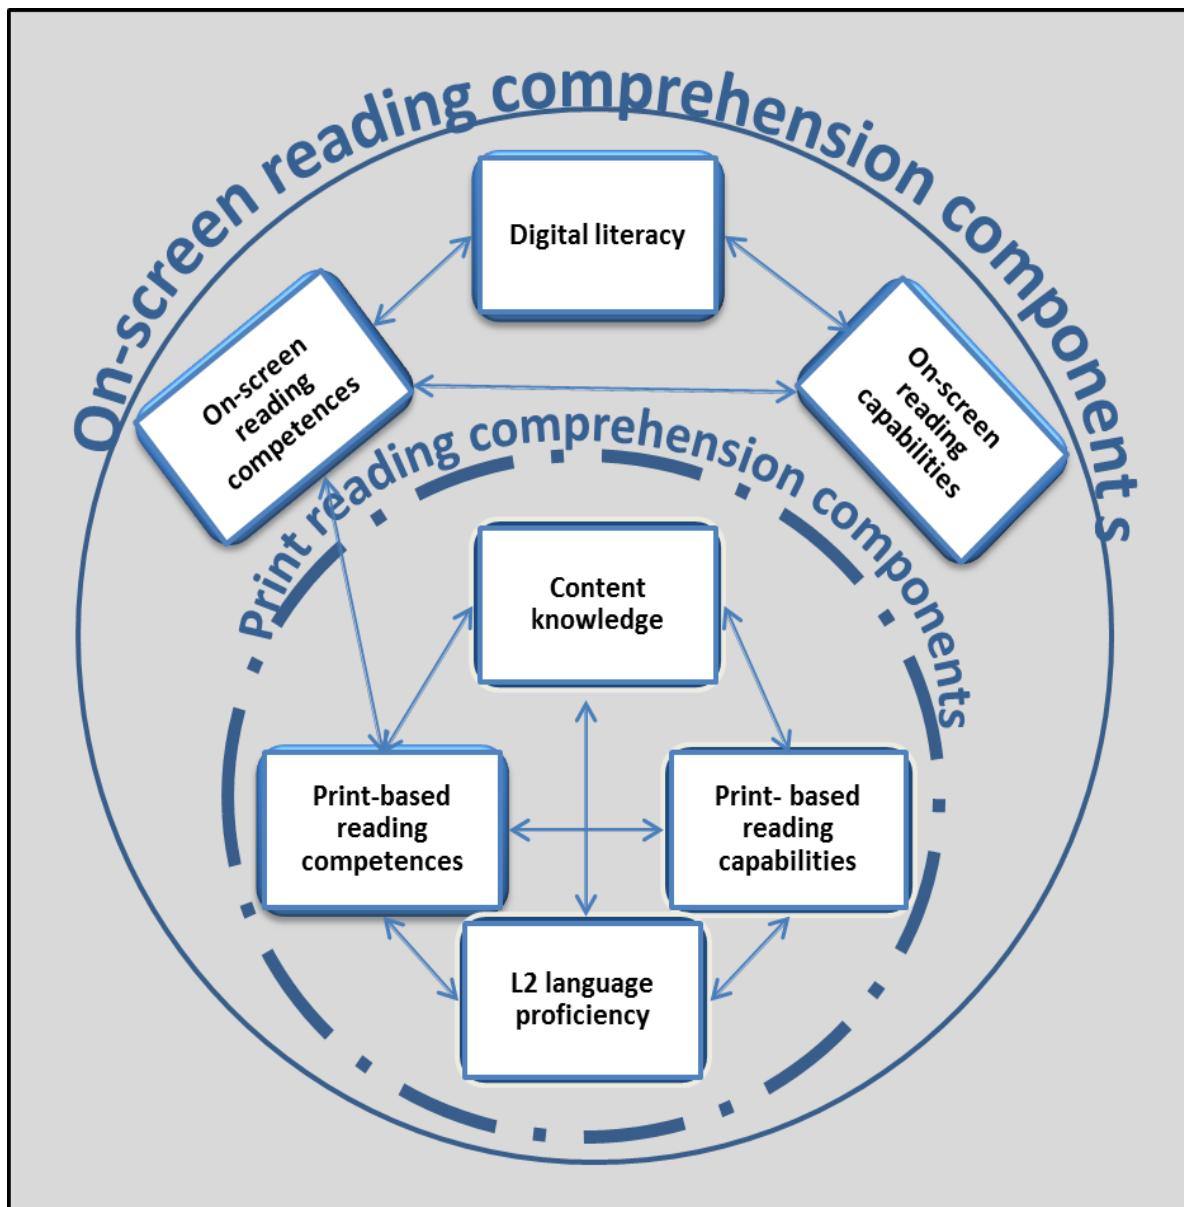 On-screen reading comprehension components
Digital literacy
On-screen
reading
competences
On-screen
reading
capabilities
Print reading comprehension components
Content
knowledge
Print-based
reading
competences
Print- based
reading
capabilities
L2 language
proficiency